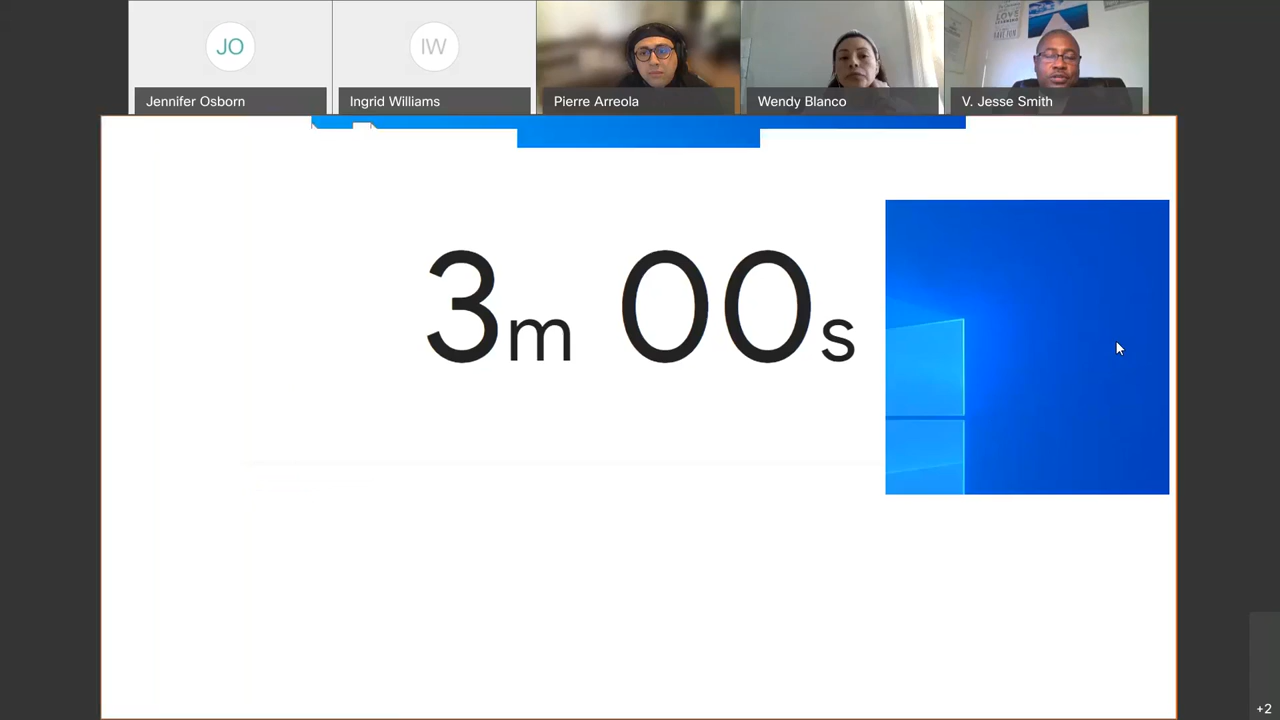 JO
IW
Jennifer Osborn
Ingrid Williams
Pierre Arreola
Wendy Blanco
V. Jesse Smith
3m 00s
+2